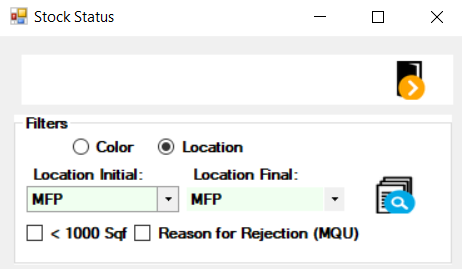 Stock Status
Filters
Color Location
Location Initial: Location Final:
MFP MFP
< 1000 Sqf Reason for Rejection (MQU)